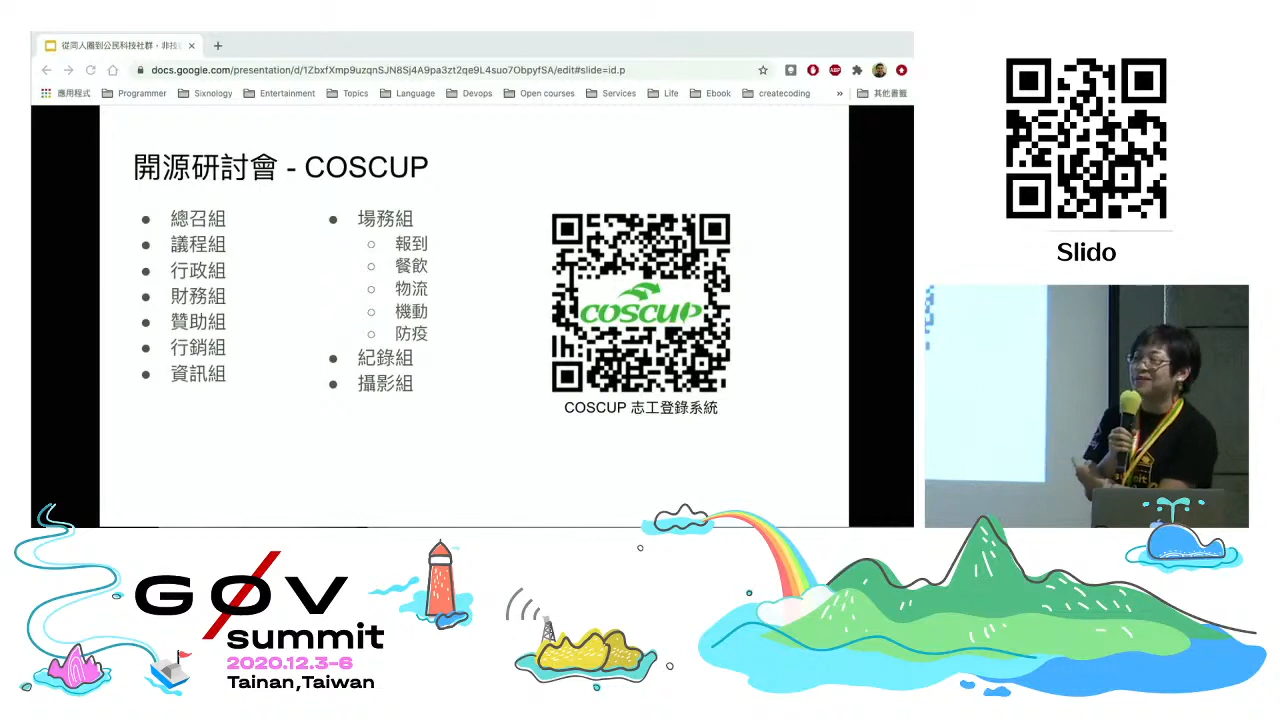 從同人圈到公民科技社群，非技
docs.google.com/presentation/d/1ZbxfXmp9uzqnSJN8Sj4A9pa3zt2qe9L4suo7ObpyfSA/edit#slide=id.p
ABP
應用程式 Programmer Sixnology Entertainment Topics Language Devops Open courses Services Life Ebook createcoding » 其他書籤
開源研討會 - COSCUP
總召組
議程組
行政組
財務組
贊助組
行銷組
資訊組
場務組
報到
餐飲
物流
機動
防疫
紀錄組
攝影組
COSCUP
COSCUP 志工登錄系統
Slido
summit
G0V
summit
2020.12.3-6
Tainan,Taiwan